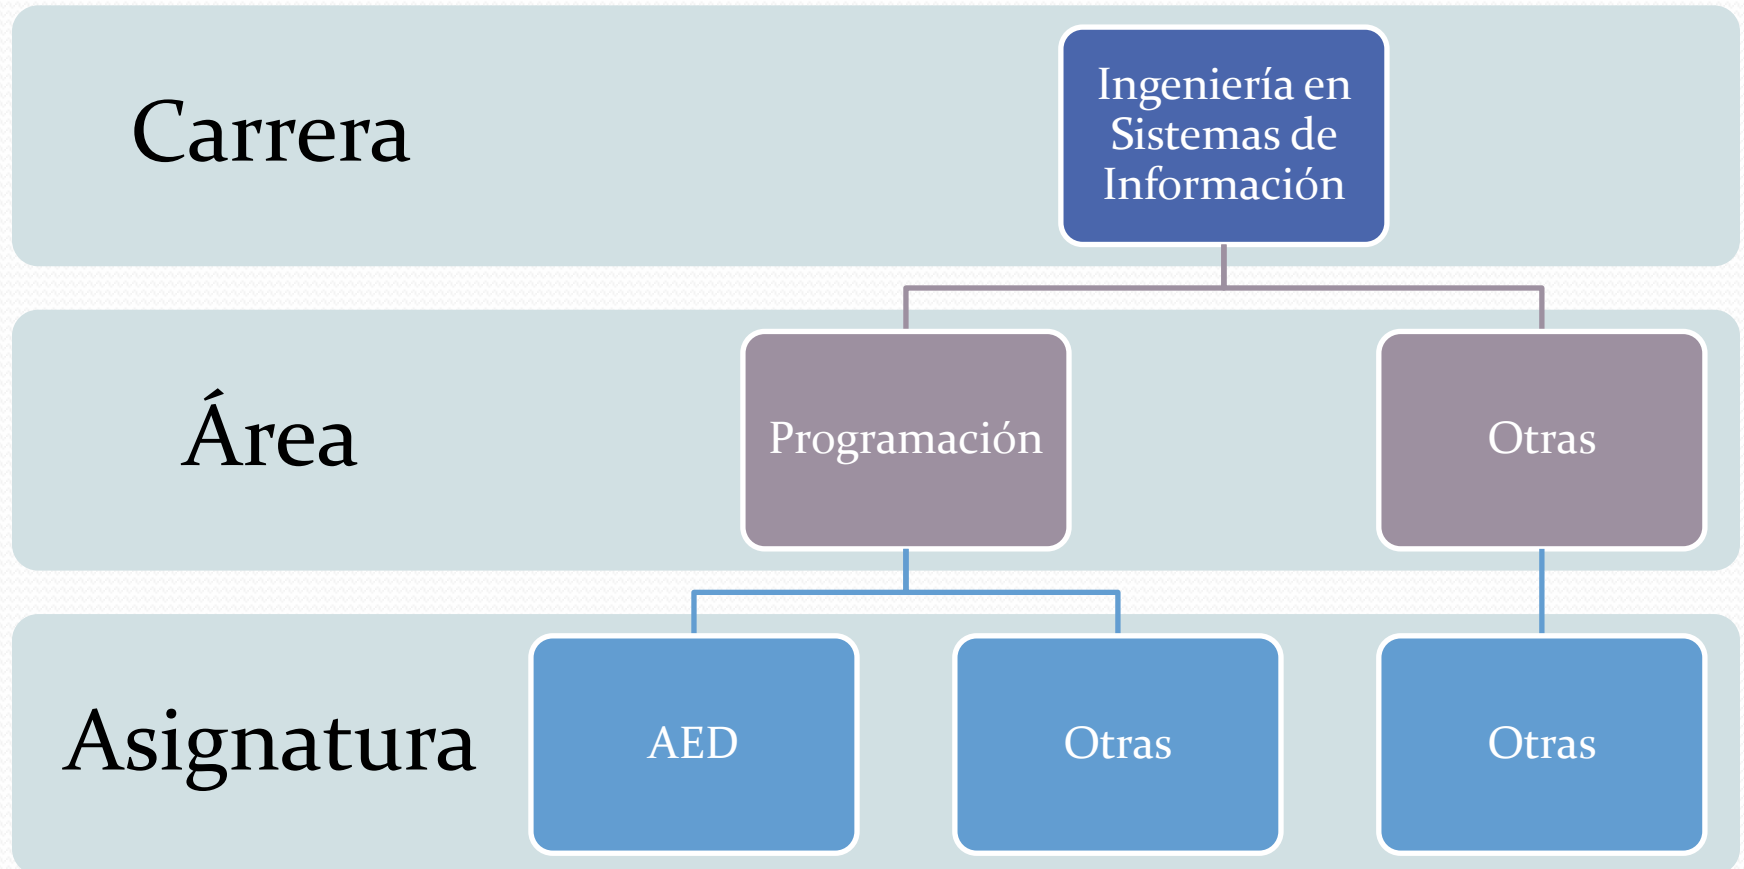 Carrera
Ingeniería en
Sistemas de
Información
Área
Programación
Otras
Asignatura
AED
Otras
Otras